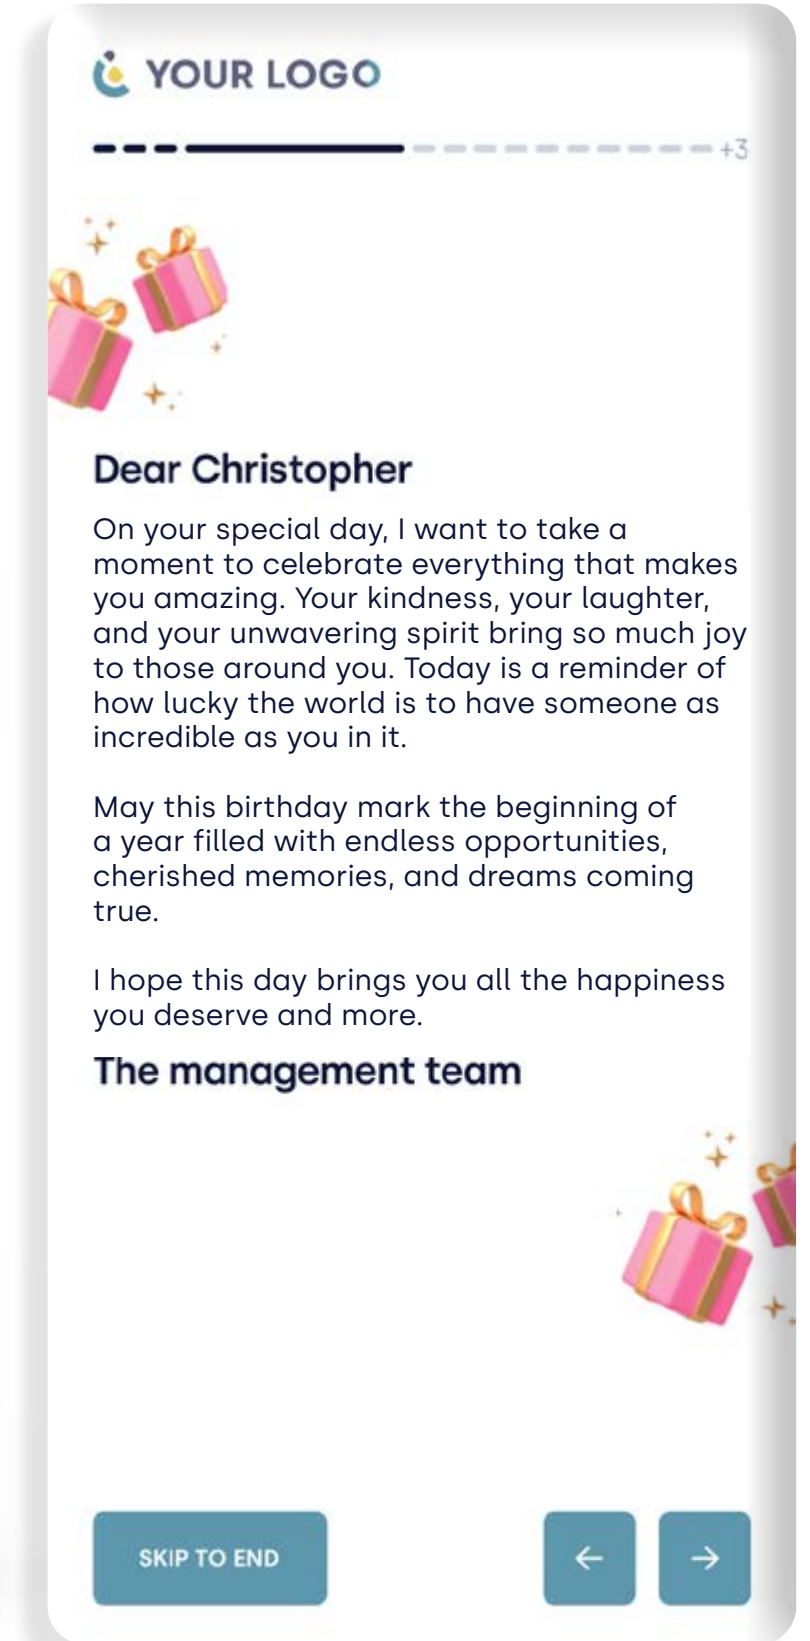 YOUR LOGO
+3
Dear Christopher
On your special day, I want to take a
moment to celebrate everything that makes
you amazing. Your kindness, your laughter,
and your unwavering spirit bring so much joy
to those around you. Today is a reminder of
how lucky the world is to have someone as
incredible as you in it.
May this birthday mark the beginning of
a year filled with endless opportunities,
cherished memories, and dreams coming
true.
I hope this day brings you all the happiness
you deserve and more.
The management team
SKIP TO END